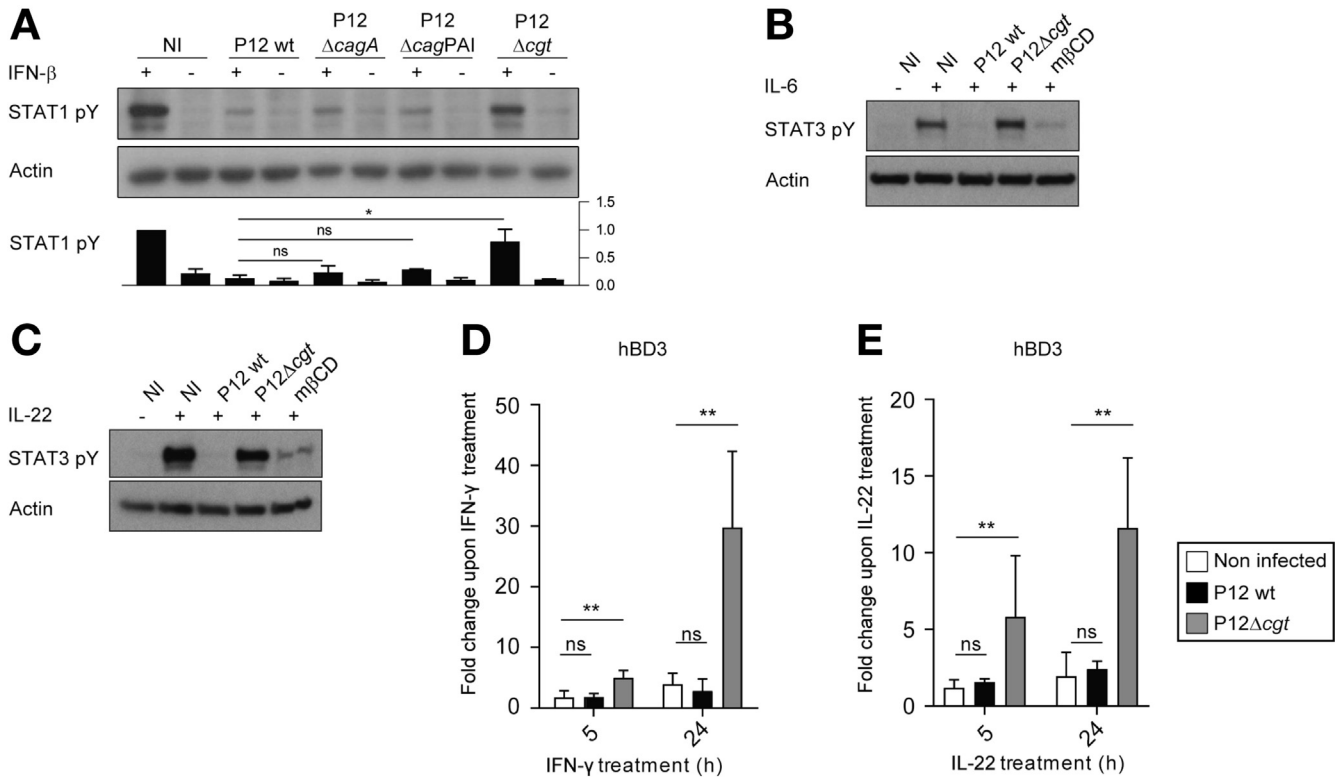 A
NI
P12 wt
P12
ΔcagA
P12
ΔcagPAI
P12
Δcgt
IFN-β
+ - + - + - + - + -
STAT1 pY
Actin
STAT1 pY
*
ns
ns
1.5
1.0
0.5
0.0
B
NI
NI
P12 wt
P12Δcgt
mβCD
IL-6
- + + + +
STAT3 pY
Actin
C
NI
NI
P12 wt
P12Δcgt
mβCD
IL-22
- + + + +
STAT3 pY
Actin
D
hBD3
Fold change upon IFN-γ treatment
50
40
30
20
10
0
**
ns
**
ns
5
24
IFN-γ treatment (h)
E
hBD3
Fold change upon IL-22 treatment
20
15
10
5
0
**
ns
**
ns
5
24
IL-22 treatment (h)
Non infected
P12 wt
P12Δcgt